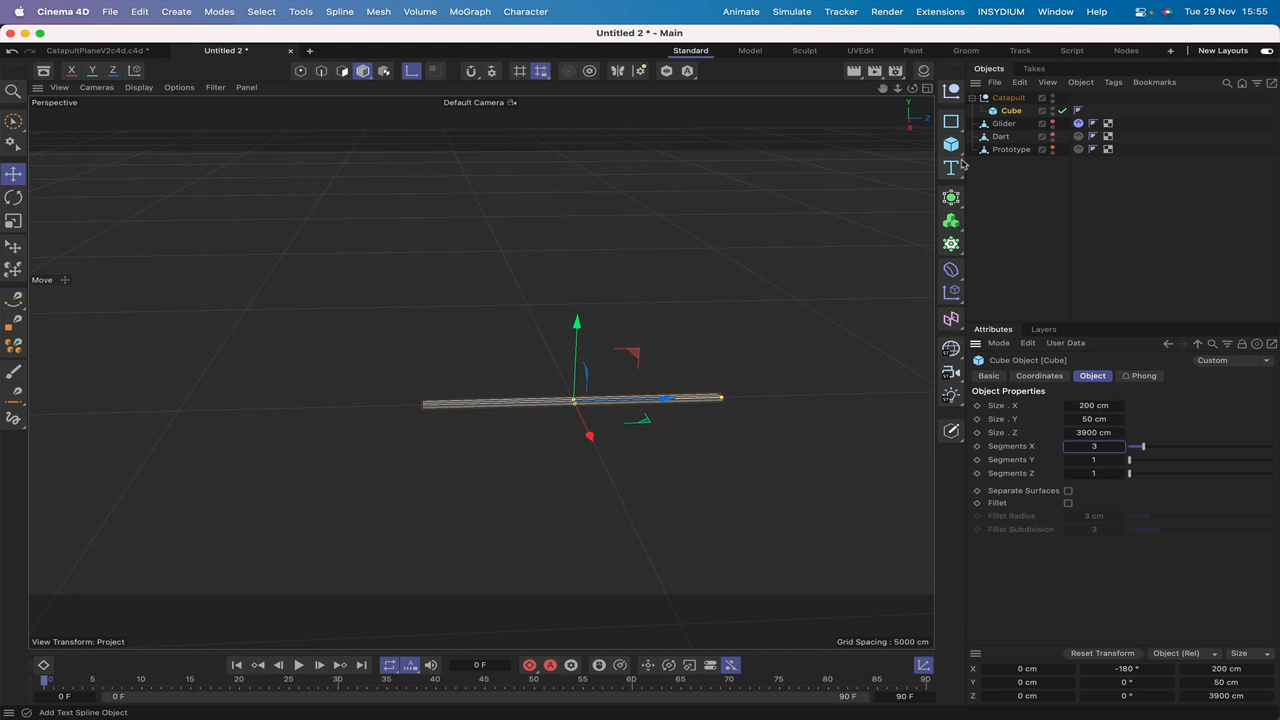 Cinema 4D File Edit Create Modes Select Tools Spline Mesh Volume MoGraph Character Animate Simulate Tracker Render Extensions INSYDIUM Window Help Tue 29 Nov 15:55
Untitled 2 * - Main
CatapultPlaneV2c4d.c4d * Untitled 2 * Standard Model Sculpt UVEdit Paint Groom Track Script Nodes New Layouts
X Y Z
Objects Takes
File Edit View Object Tags Bookmarks
View Cameras Display Options Filter Panel
Perspective Default Camera
Y
Z
X
Catapult
Cube
Glider
Dart
Prototype
T
Move
Attributes Layers
Mode Edit User Data
Cube Object [Cube] Custom
Basic Coordinates Object Phong
Object Properties
Size . X 200 cm
Size . Y 50 cm
Size . Z 3900 cm
Segments X 3
Segments Y 1
Segments Z 1
Separate Surfaces
Fillet
Fillet Radius 3 cm
Fillet Subdivision 3
ST
ST
ST
View Transform: Project Grid Spacing : 5000 cm
Reset Transform Object (Rel) Size
0 F
X 0 cm -180 ° 200 cm
0 5 10 15 20 25 30 35 40 45 50 55 60 65 70 75 80 85 90
Y 0 cm 0 ° 50 cm
0 F 0 F 90 F 90 F
Z 0 cm 0 ° 3900 cm
Add Text Spline Object